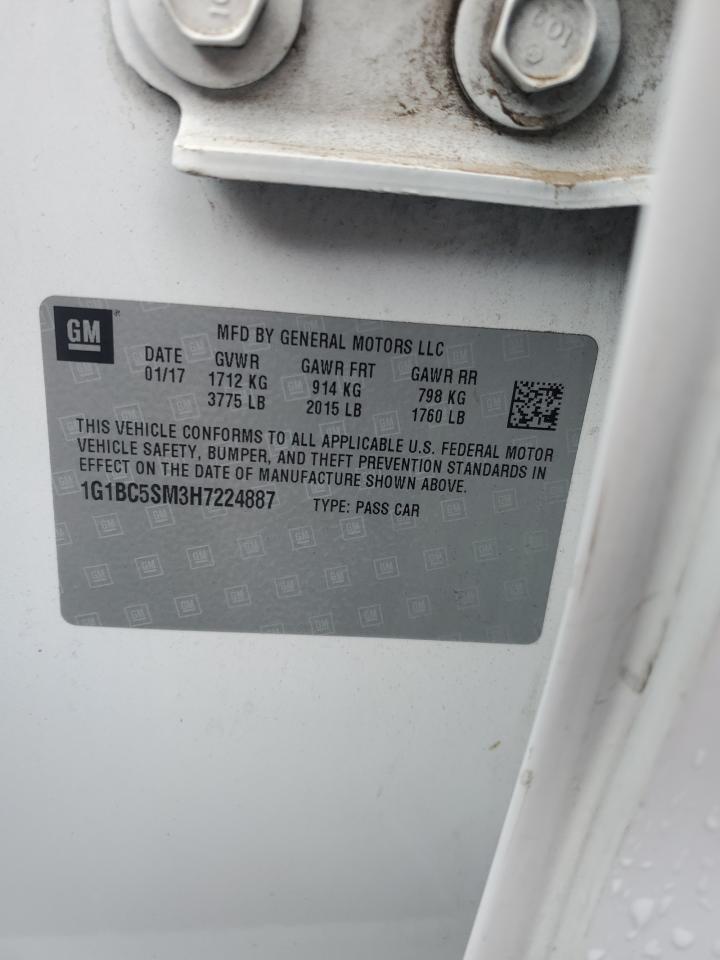 10.9
GM
MFD BY GENERAL MOTORS LLC
DATE GVWR GAWR FRT GAWR RR
01/17 1712 KG 914 KG 798 KG
3775 LB 2015 LB 1760 LB
THIS VEHICLE CONFORMS TO ALL APPLICABLE U.S. FEDERAL MOTOR
VEHICLE SAFETY, BUMPER, AND THEFT PREVENTION STANDARDS IN
EFFECT ON THE DATE OF MANUFACTURE SHOWN ABOVE.
1G1BC5SM3H7224887 TYPE: PASS CAR